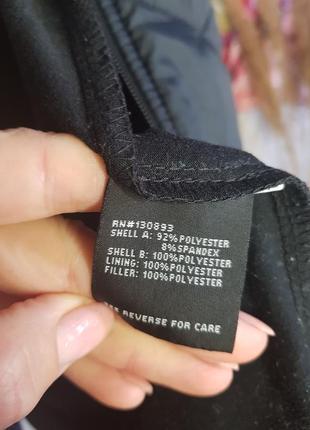 RN#130893
SHELL A: 92%POLYESTER
8%SPANDEX
SHELL B: 100%POLYESTER
LINING: 100%POLYESTER
FILLER: 100%POLYESTER
REVERSE FOR CARE